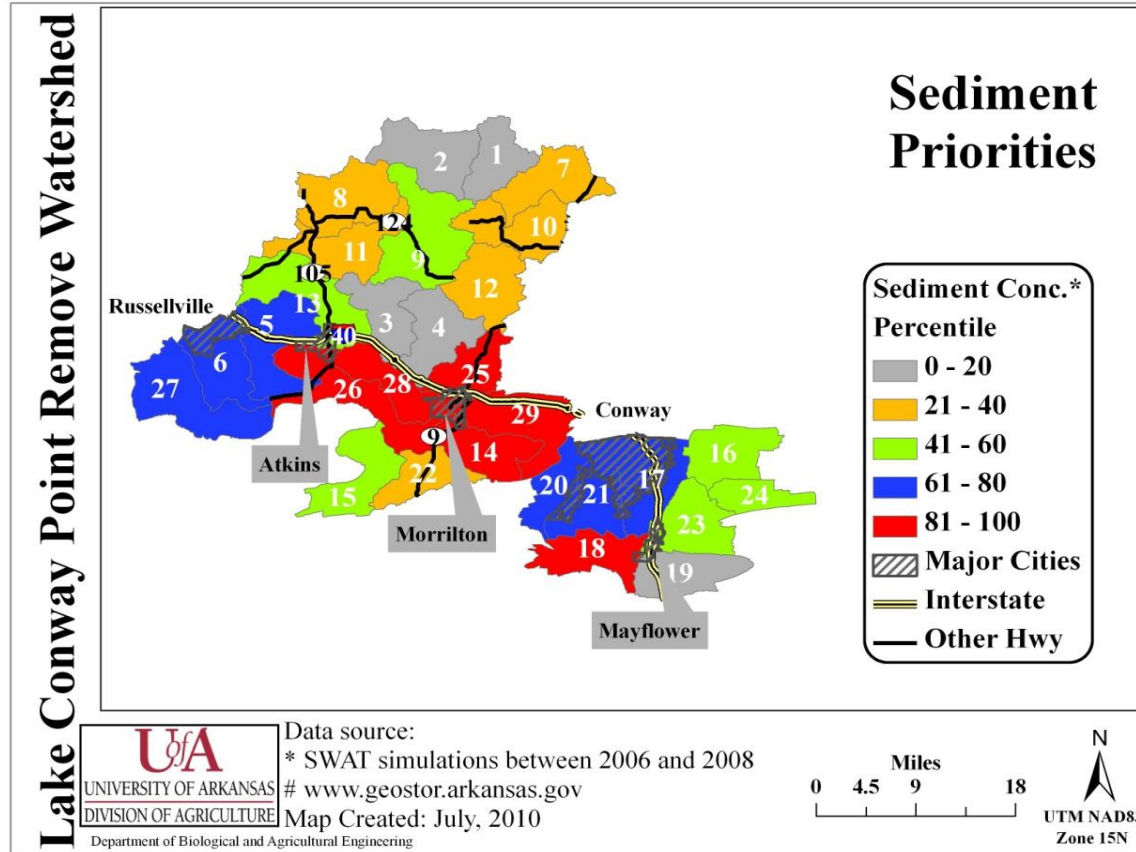 Lake Conway Point Remove Watershed
Sediment
Priorities
2
1
7
8
124
10
11
9
105
12
Russellville
13
5
3
4
40
6
25
27
28
26
29
Conway
9
14
16
Atkins
22
17
20
21
24
15
23
Morrilton
18
19
Mayflower
Sediment Conc.*
Percentile
0 - 20
21 - 40
41 - 60
61 - 80
81 - 100
Major Cities
Interstate
Other Hwy
UofA
UNIVERSITY OF ARKANSAS
DIVISION OF AGRICULTURE
Department of Biological and Agricultural Engineering
Data source:
* SWAT simulations between 2006 and 2008
# www.geostor.arkansas.gov
Map Created: July, 2010
Miles
0 4.5 9 18
N
UTM NAD83
Zone 15N